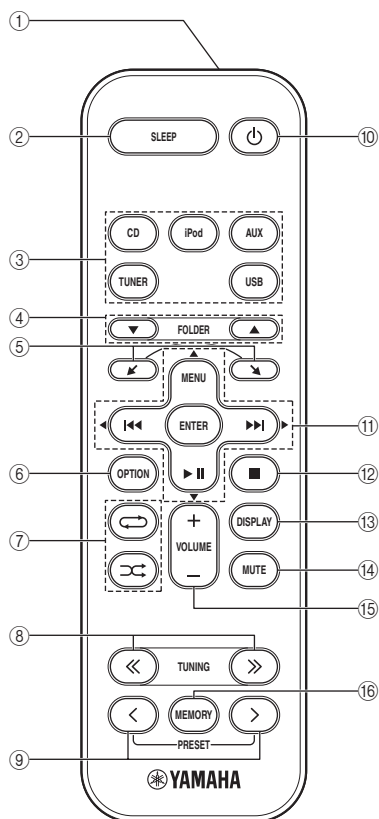 ①
② SLEEP ⑩
CD iPod AUX
③
TUNER USB
④ FOLDER
⑤
MENU
ENTER ⑪
⑥ OPTION ⑫
⑦ + DISPLAY ⑬
VOLUME
– MUTE ⑭
⑮
⑧ TUNING
MEMORY ⑯
⑨ PRESET
YAMAHA